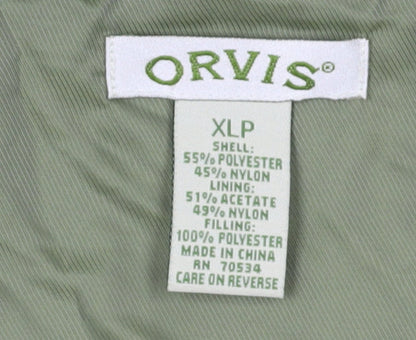 ORVIS®
XLP
SHELL:
55% POLYESTER
45% NYLON
LINING:
51% ACETATE
49% NYLON
FILLING:
100% POLYESTER
MADE IN CHINA
RN 70534
CARE ON REVERSE